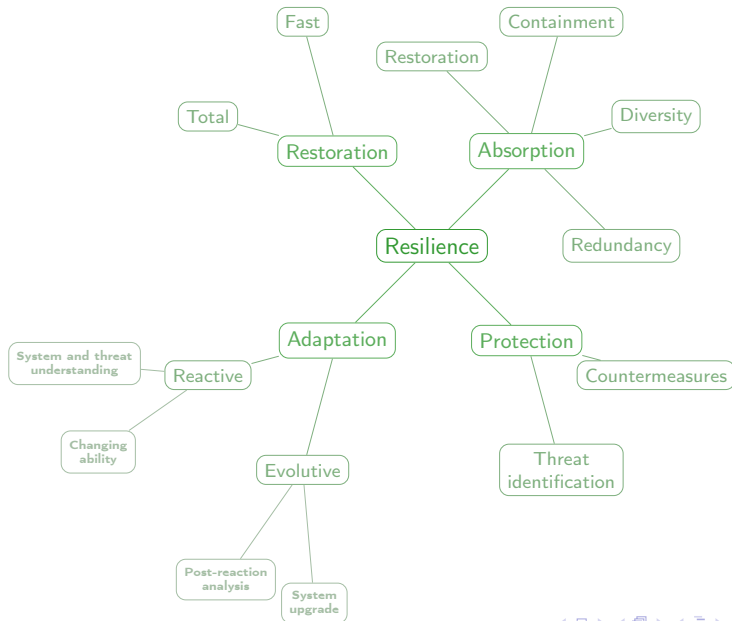 Fast
Containment
Restoration
Total
Diversity
Restoration
Absorption
Resilience
Redundancy
Adaptation
Protection
System and threat
understanding
Reactive
Countermeasures
Changing
ability
Evolutive
Threat
identification
Post-reaction
analysis
System
upgrade